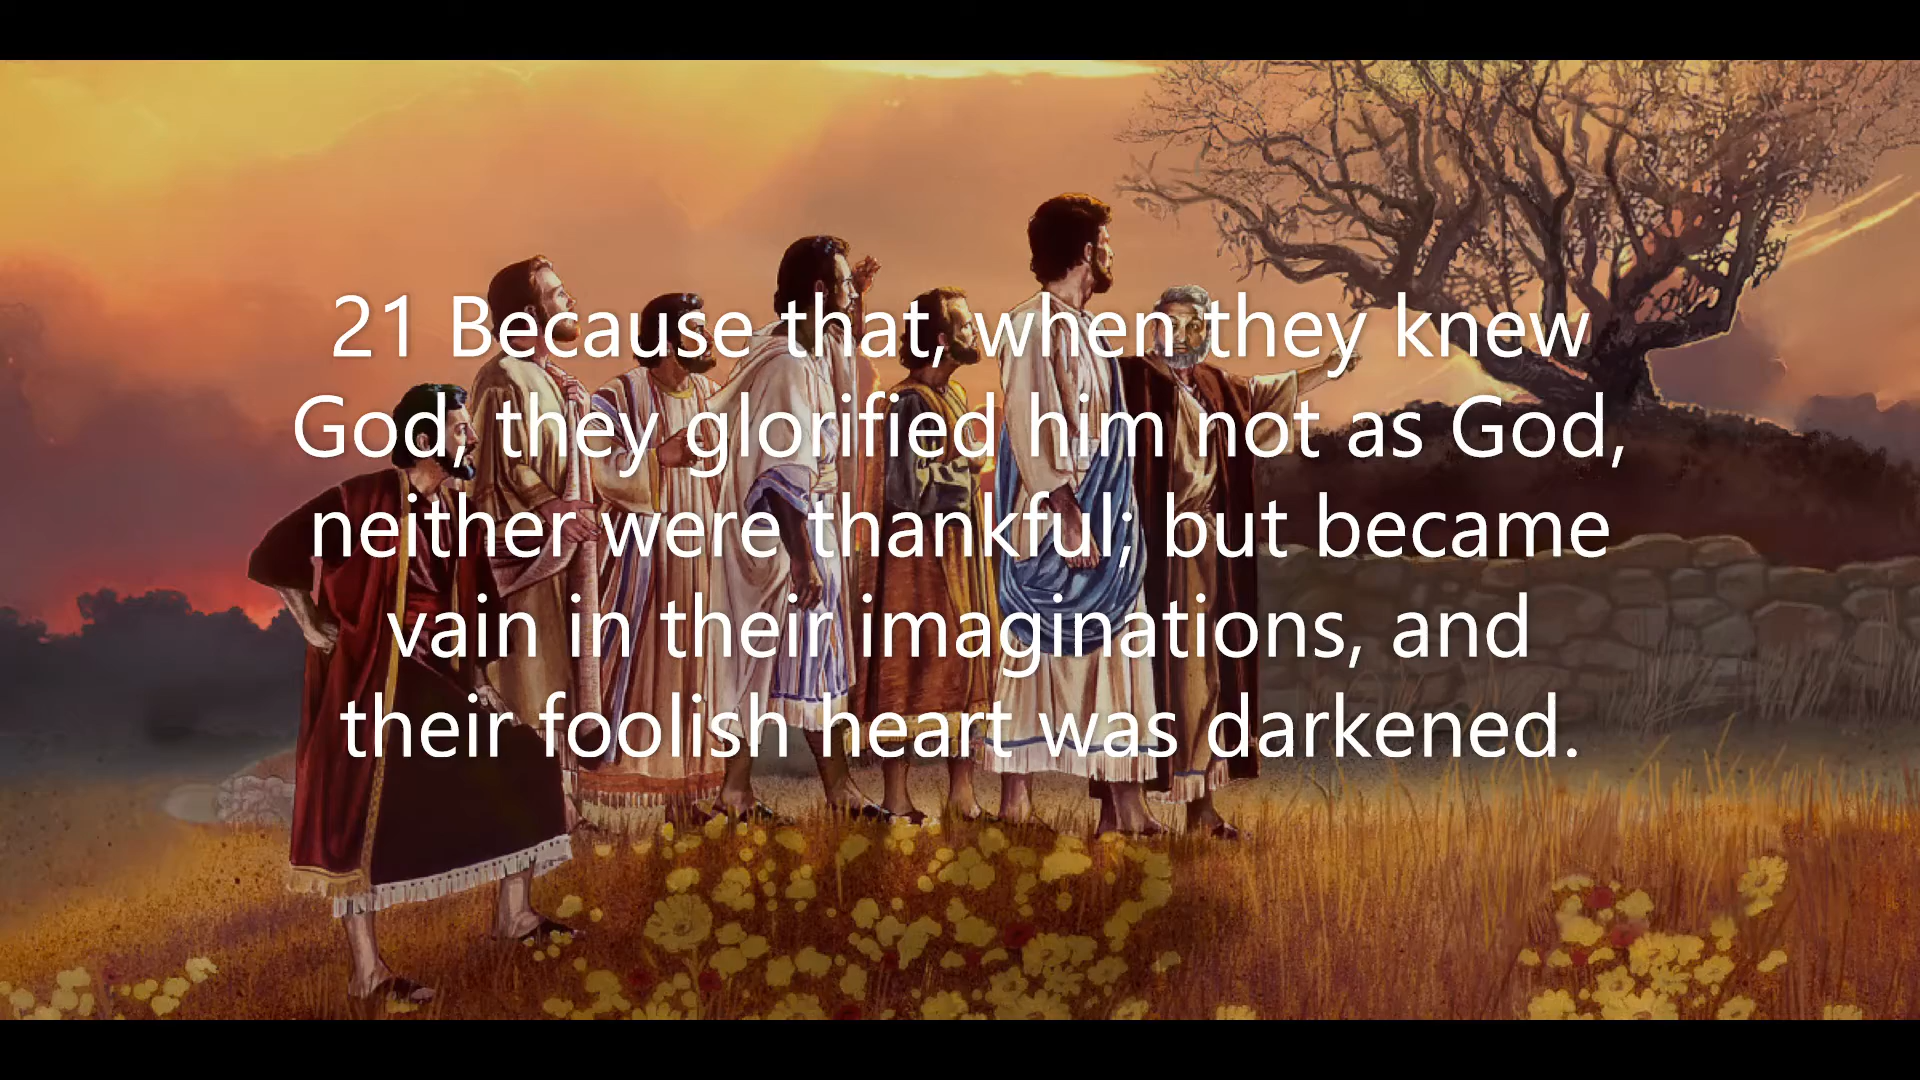 21 Because that, when they knew
God, they glorified him not as God,
neither were thankful; but became
vain in their imaginations, and
their foolish heart was darkened.